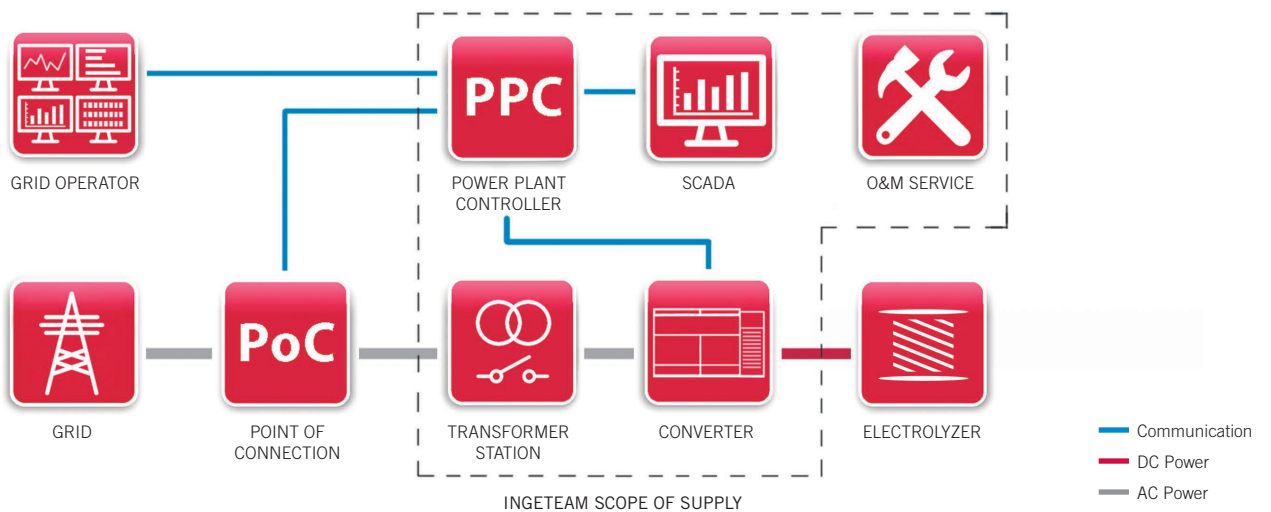 PPC
GRID OPERATOR
POWER PLANT
CONTROLLER
SCADA
O&M SERVICE
PoC
GRID
POINT OF
CONNECTION
TRANSFORMER
STATION
CONVERTER
ELECTROLYZER
INGETEAM SCOPE OF SUPPLY
Communication
DC Power
AC Power